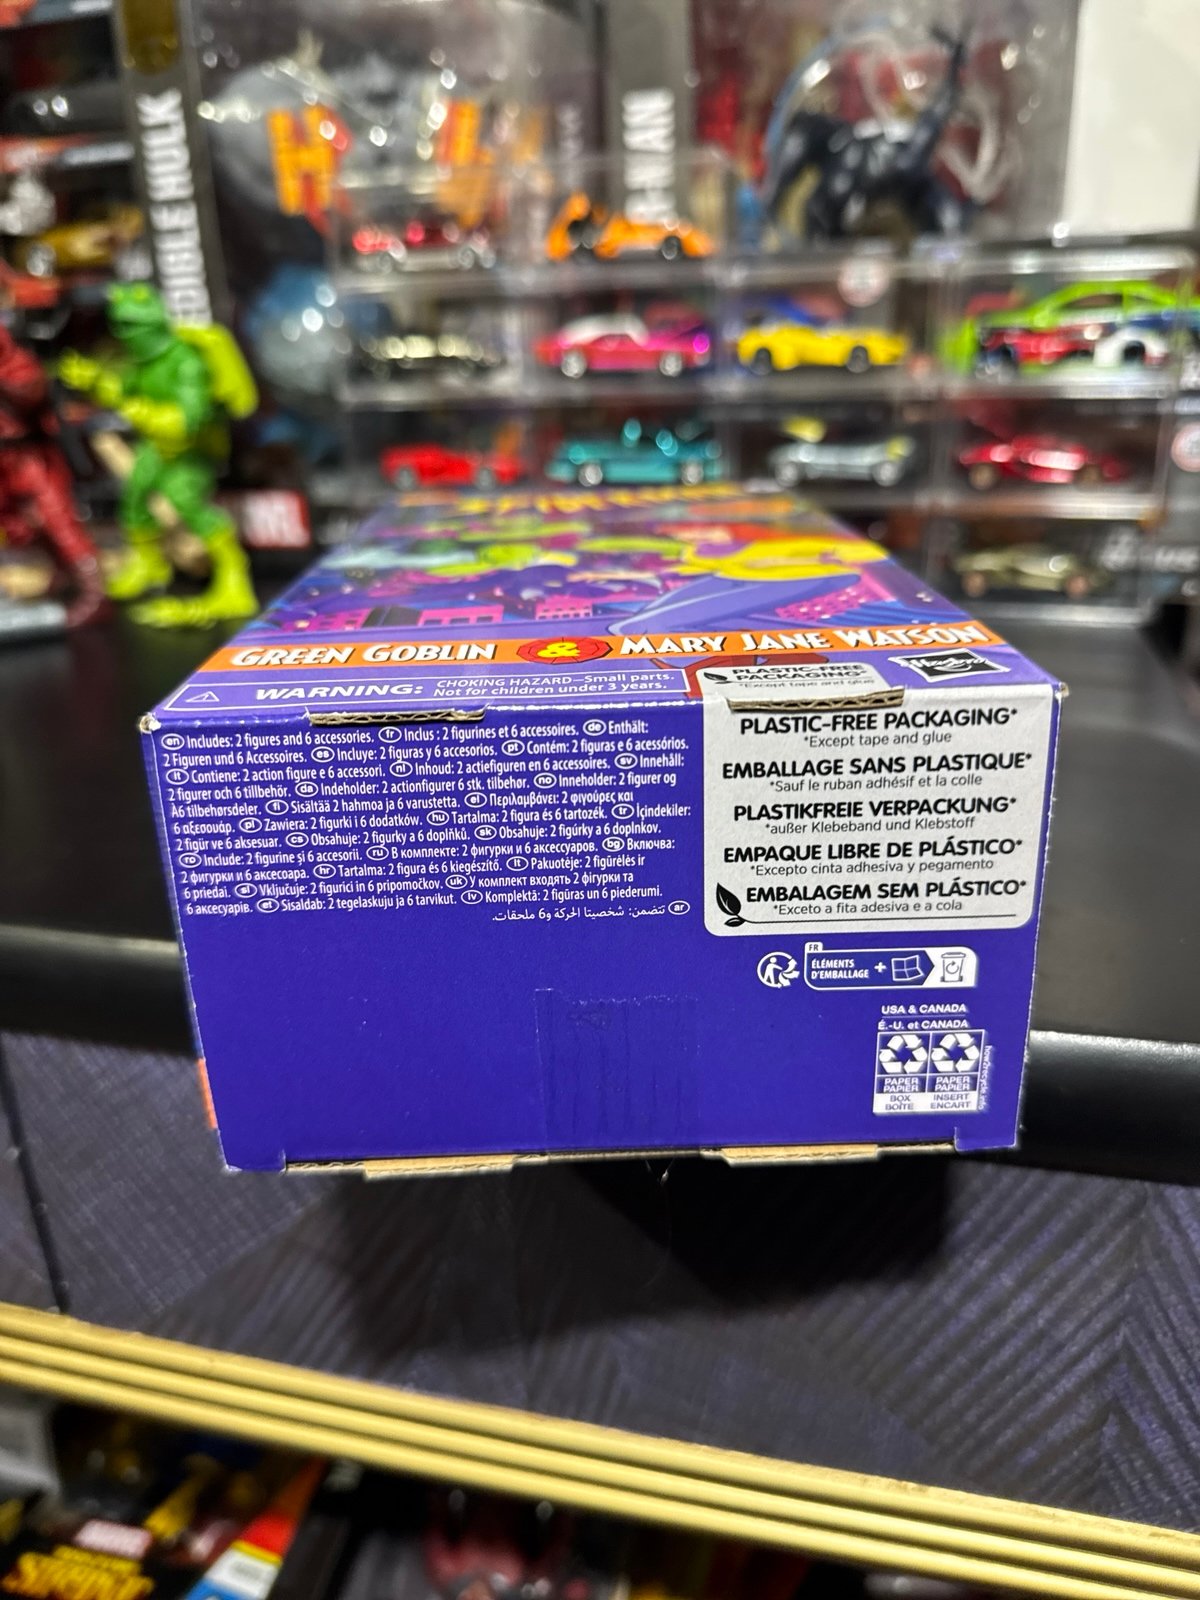 EDIBLE HULK
GREEN GOBLIN & MARY JANE WATSON
WARNING: CHOKING HAZARD—Small parts.
Not for children under 3 years.
PLASTIC-FREE
PACKAGING*
*Except tape and glue
Hasbro
en Includes: 2 figures and 6 accessories. fr Inclus : 2 figurines et 6 accessoires. de Enthält:
2 Figuren und 6 Accessoires. es Incluye: 2 figuras y 6 accesorios. pt Contém: 2 figuras e 6 acessórios.
it Contiene: 2 action figure e 6 accessori. nl Inhoud: 2 actiefiguren en 6 accessoires. sv Innehåll:
2 figurer och 6 tillbehör. da Indeholder: 2 actionfigurer 6 stk. tilbehør. no Inneholder: 2 figurer og
6 tilbehørsdeler. fi Sisältää 2 hahmoa ja 6 varustetta. el Περιλαμβάνει: 2 φιγούρες και
6 αξεσουάρ. pl Zawiera: 2 figurki i 6 dodatków. hu Tartalma: 2 figura és 6 tartozék. tr İçindekiler:
2 figür ve 6 aksesuar. cs Obsahuje: 2 figurky a 6 doplňků. sk Obsahuje: 2 figúrky a 6 doplnkov.
ro Include: 2 figurine și 6 accesorii. ru В комплекте: 2 фигурки и 6 аксессуаров. bg Включва:
2 фигурки и 6 аксесоара. hr Tartalma: 2 figura és 6 kiegészítő. lt Pakuotėje: 2 figūrėlės ir
6 priedai. sl Vključuje: 2 figurici in 6 pripomočkov. uk У комплект входять 2 фігурки та
6 аксесуарів. et Sisaldab: 2 tegelaskuju ja 6 tarvikut. lv Komplektā: 2 figūras un 6 piederumi.
ar تتضمن: شخصيتا الحركة و6 ملحقات.
PLASTIC-FREE PACKAGING*
*Except tape and glue
EMBALLAGE SANS PLASTIQUE*
*Sauf le ruban adhésif et la colle
PLASTIKFREIE VERPACKUNG*
*außer Klebeband und Klebstoff
EMPAQUE LIBRE DE PLÁSTICO*
*Excepto cinta adhesiva y pegamento
EMBALAGEM SEM PLÁSTICO*
*Exceto a fita adesiva e a cola
FR
ÉLÉMENTS
D'EMBALLAGE +
USA & CANADA
É.-U. et CANADA
PAPER PAPER
PAPIER PAPIER
BOX INSERT
BOÎTE ENCART
how2recycle.info